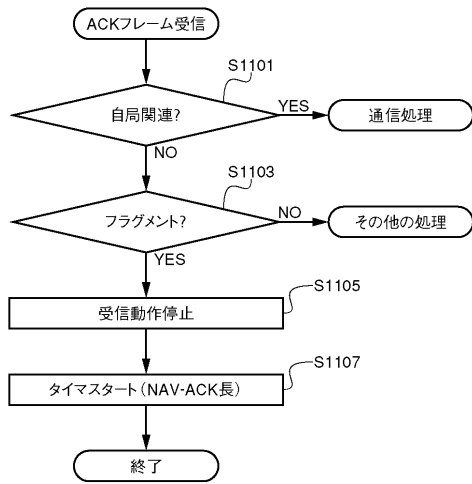 ACKフレーム受信
S1101
自局関連?
YES
通信処理
NO
S1103
フラグメント?
NO
その他の処理
YES
S1105
受信動作停止
S1107
タイマスタート(NAV-ACK長)
終了